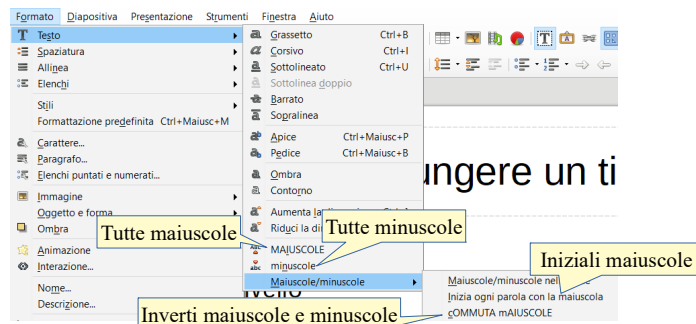 Formato Diapositiva Presentazione Strumenti Finestra Aiuto
Testo
Spaziatura
Allinea
Elenchi
Stili
Formattazione predefinita Ctrl+Maiusc+M
Carattere...
Paragrafo...
Elenchi puntati e numerati...
Immagine
Oggetto e forma
Ombra
Animazione
Interazione...
Nome...
Descrizione...
Grassetto Ctrl+B
Corsivo Ctrl+I
Sottolineato Ctrl+U
Sottolinea doppio
Barrato
Sopralinea
Apice Ctrl+Maiusc+P
Pedice Ctrl+Maiusc+B
Ombra
Contorno
Aumenta
Riduci la
MAIUSCOLE
minuscole
Maiuscole/minuscole
Maiuscole/minuscole
Inizia ogni parola con la maiuscola
cOMMUTA mAIUSCOLE
ungere un ti
Tutte maiuscole
Tutte minuscole
Iniziali maiuscole
Inverti maiuscole e minuscole